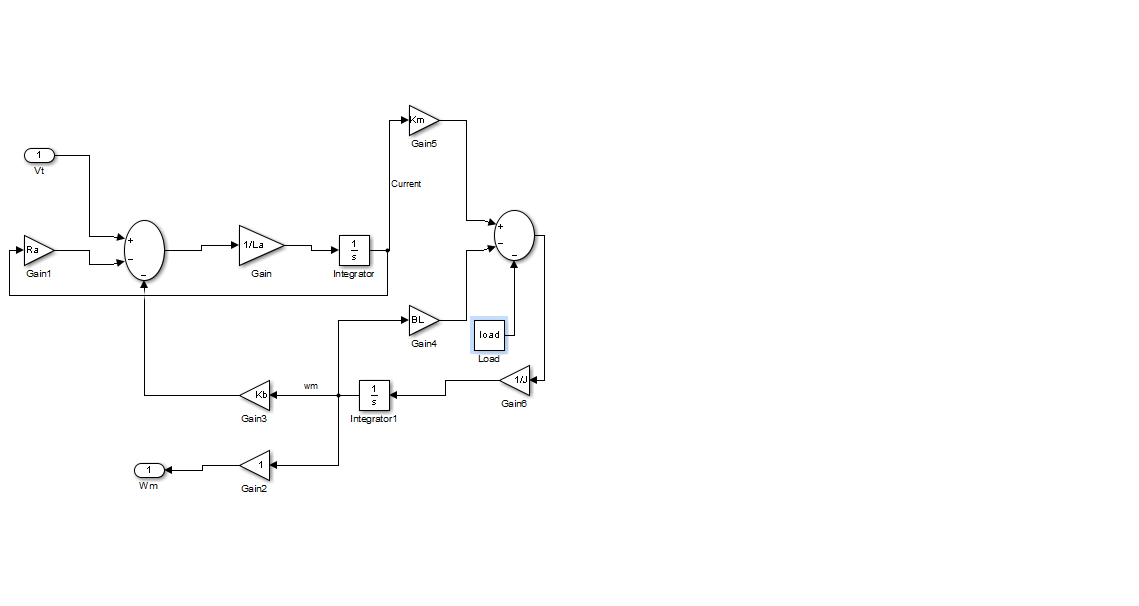 Km
Gain5
1
Vt
Current
+
−
−
Ra
Gain1
1/La
Gain
1
s
Integrator
+
−
−
BL
Gain4
load
Load
wm
Kb
Gain3
1
s
Integrator1
1/J
Gain6
1
Gain2
1
Wm